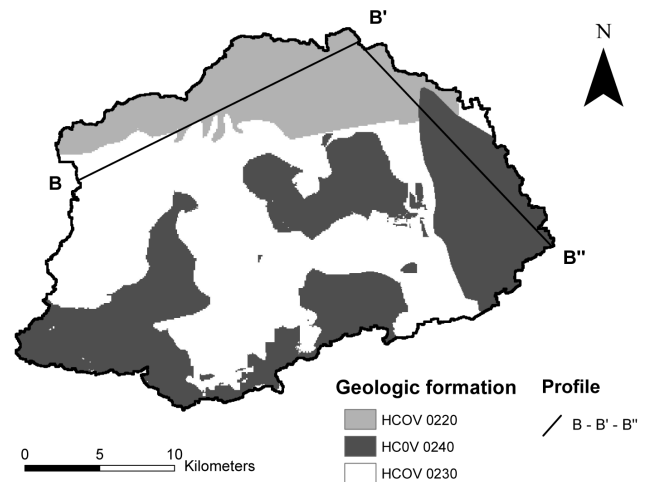 B'
N
B
B"
Geologic formation
HCOV 0220
HC0V 0240
HCOV 0230
Profile
B - B' - B"
0 5 10
Kilometers